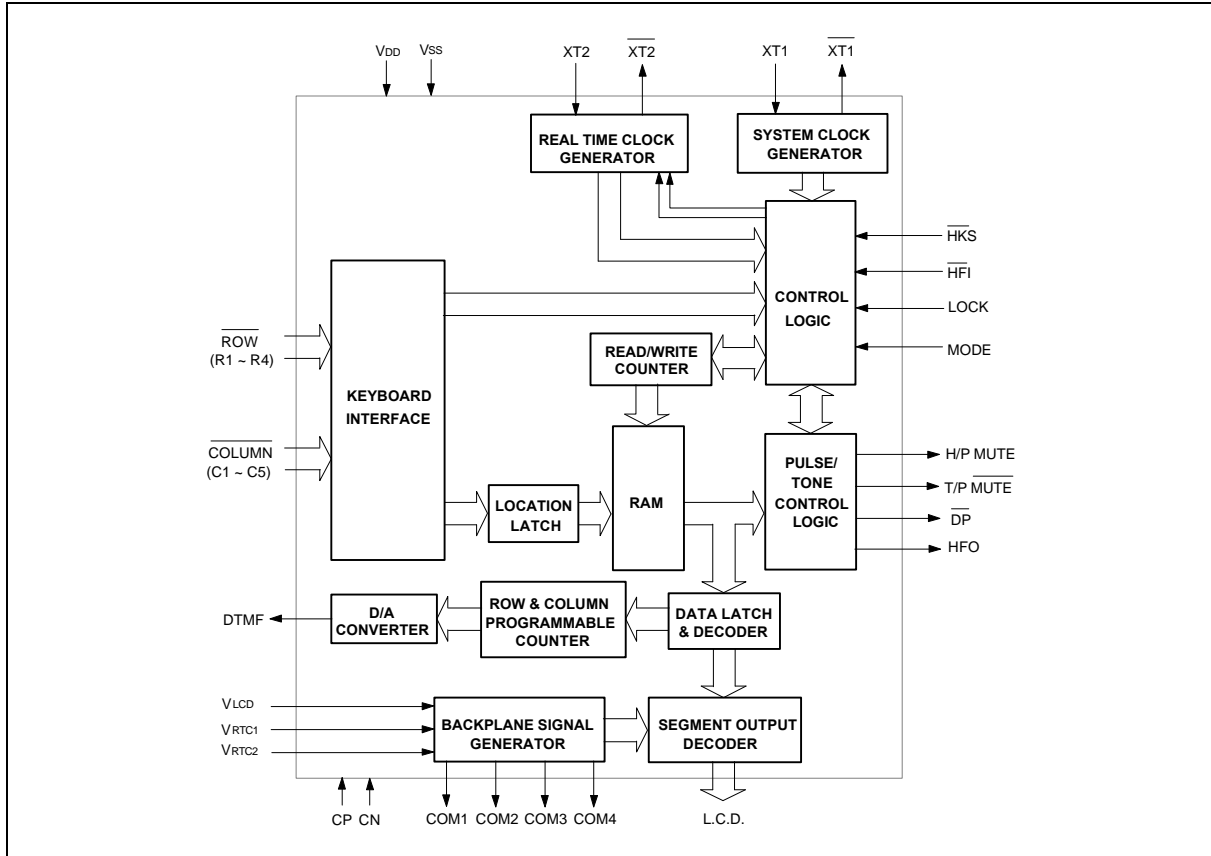 VDD
VSS
XT2
XT2
XT1
XT1
REAL TIME CLOCK
GENERATOR
SYSTEM CLOCK
GENERATOR
HKS
HFI
LOCK
MODE
CONTROL
LOGIC
ROW
(R1 ~ R4)
COLUMN
(C1 ~ C5)
KEYBOARD
INTERFACE
READ/WRITE
COUNTER
LOCATION
LATCH
RAM
PULSE/
TONE
CONTROL
LOGIC
H/P MUTE
T/P MUTE
DP
HFO
DTMF
D/A
CONVERTER
ROW & COLUMN
PROGRAMMABLE
COUNTER
DATA LATCH
& DECODER
VLCD
VRTC1
VRTC2
BACKPLANE SIGNAL
GENERATOR
SEGMENT OUTPUT
DECODER
CP CN
COM1 COM2 COM3 COM4
L.C.D.